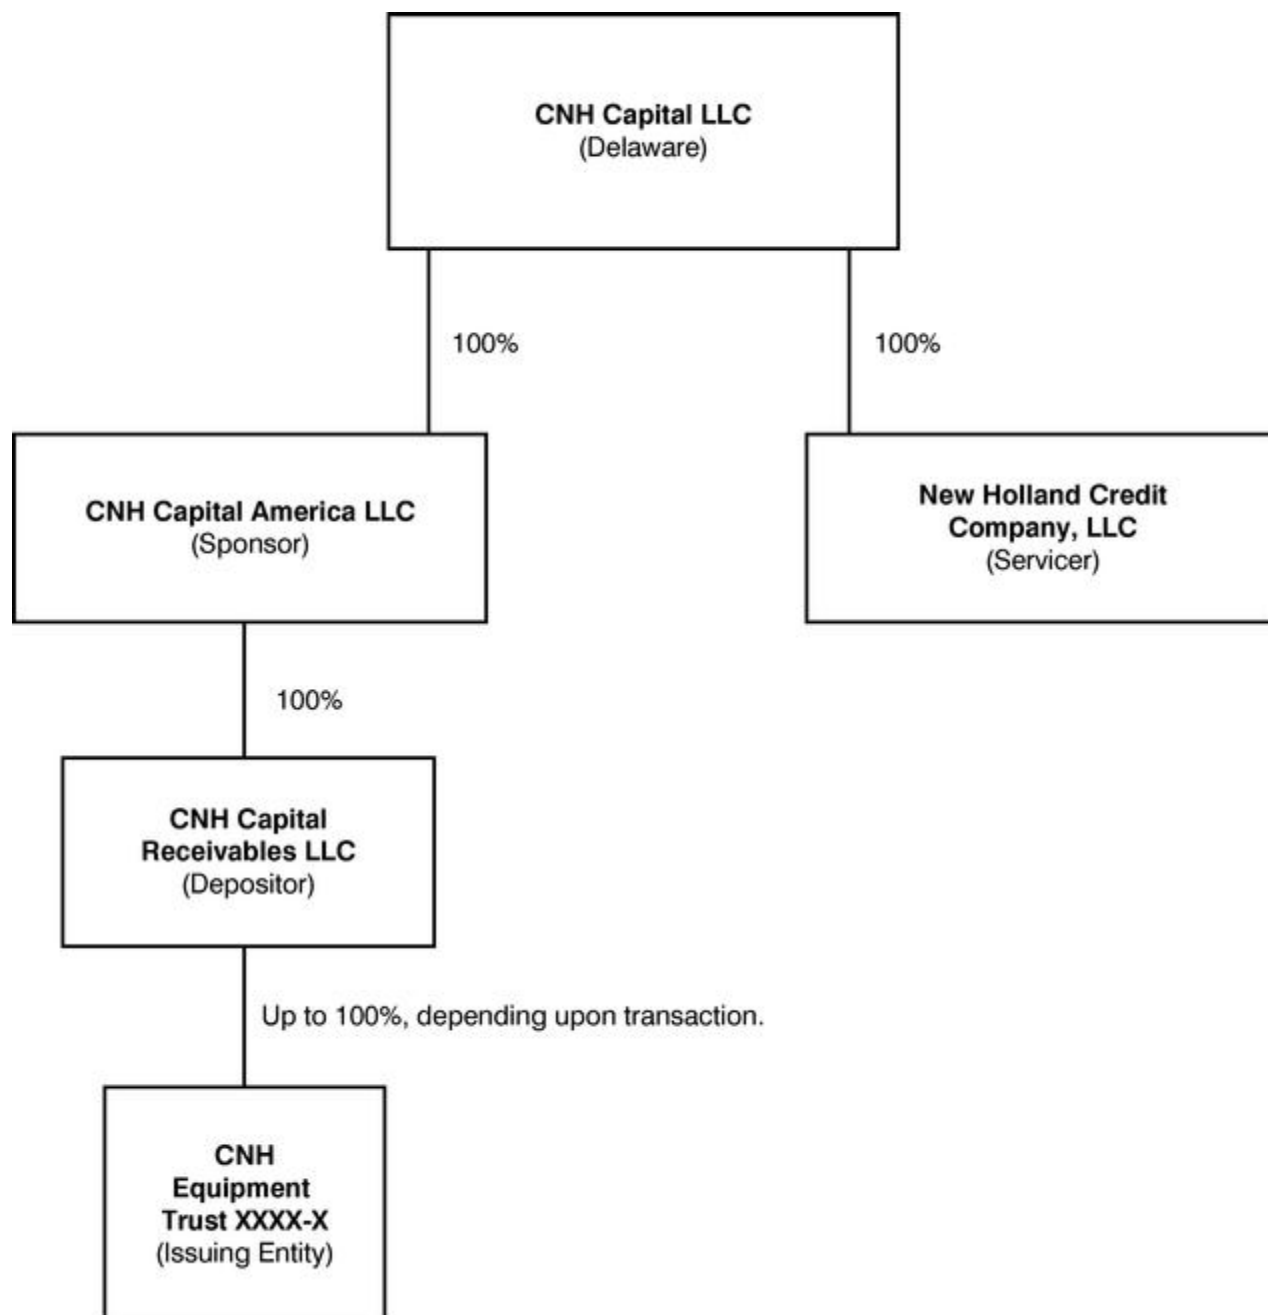 CNH Capital LLC
(Delaware)
100%
100%
CNH Capital America LLC
(Sponsor)
New Holland Credit
Company, LLC
(Servicer)
100%
CNH Capital
Receivables LLC
(Depositor)
Up to 100%, depending upon transaction.
CNH
Equipment
Trust XXXX-X
(Issuing Entity)